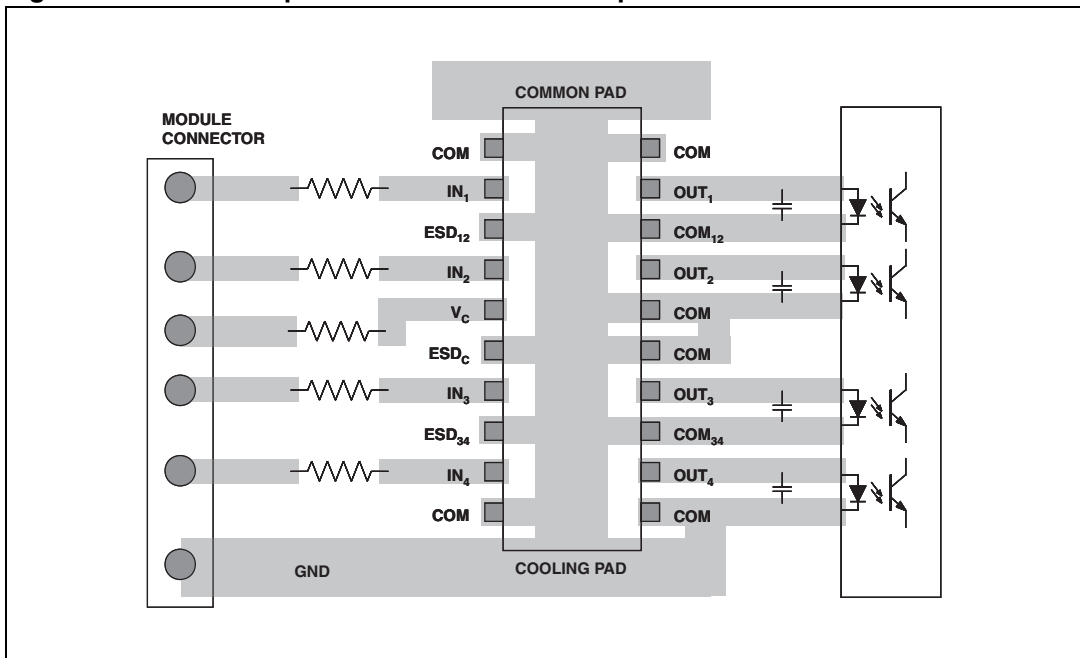 COMMON PAD
MODULE
CONNECTOR
COM
COM
IN1
OUT1
ESD12
COM12
IN2
OUT2
VC
COM
ESDC
COM
IN3
OUT3
ESD34
COM34
IN4
OUT4
COM
COM
GND
COOLING PAD